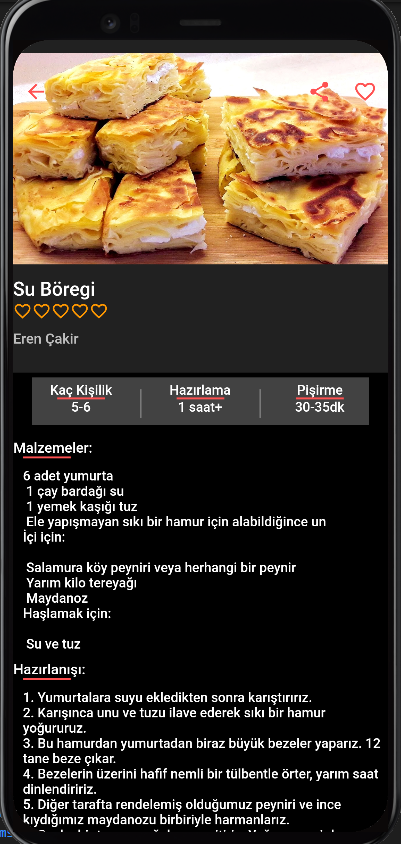 Su Böregi
Eren Çakir
Kaç Kişilik
Hazırlama
Pişirme
5-6
1 saat+
30-35dk
Malzemeler:
6 adet yumurta
1 çay bardağı su
1 yemek kaşığı tuz
Ele yapışmayan sıkı bir hamur için alabildiğince un
İçi için:
Salamura köy peyniri veya herhangi bir peynir
Yarım kilo tereyağı
Maydanoz
Haşlamak için:
Su ve tuz
Hazırlanışı:
1. Yumurtalara suyu ekledikten sonra karıştırırız.
2. Karışınca unu ve tuzu ilave ederek sıkı bir hamur
yoğururuz.
3. Bu hamurdan yumurtadan biraz büyük bezeler yaparız. 12
tane beze çıkar.
4. Bezelerin üzerini hafif nemli bir tülbentle örter, yarım saat
dinlendiririz.
5. Diğer tarafta rendelemiş olduğumuz peyniri ve ince
kıydığımız maydanozu birbiriyle harmanlarız.